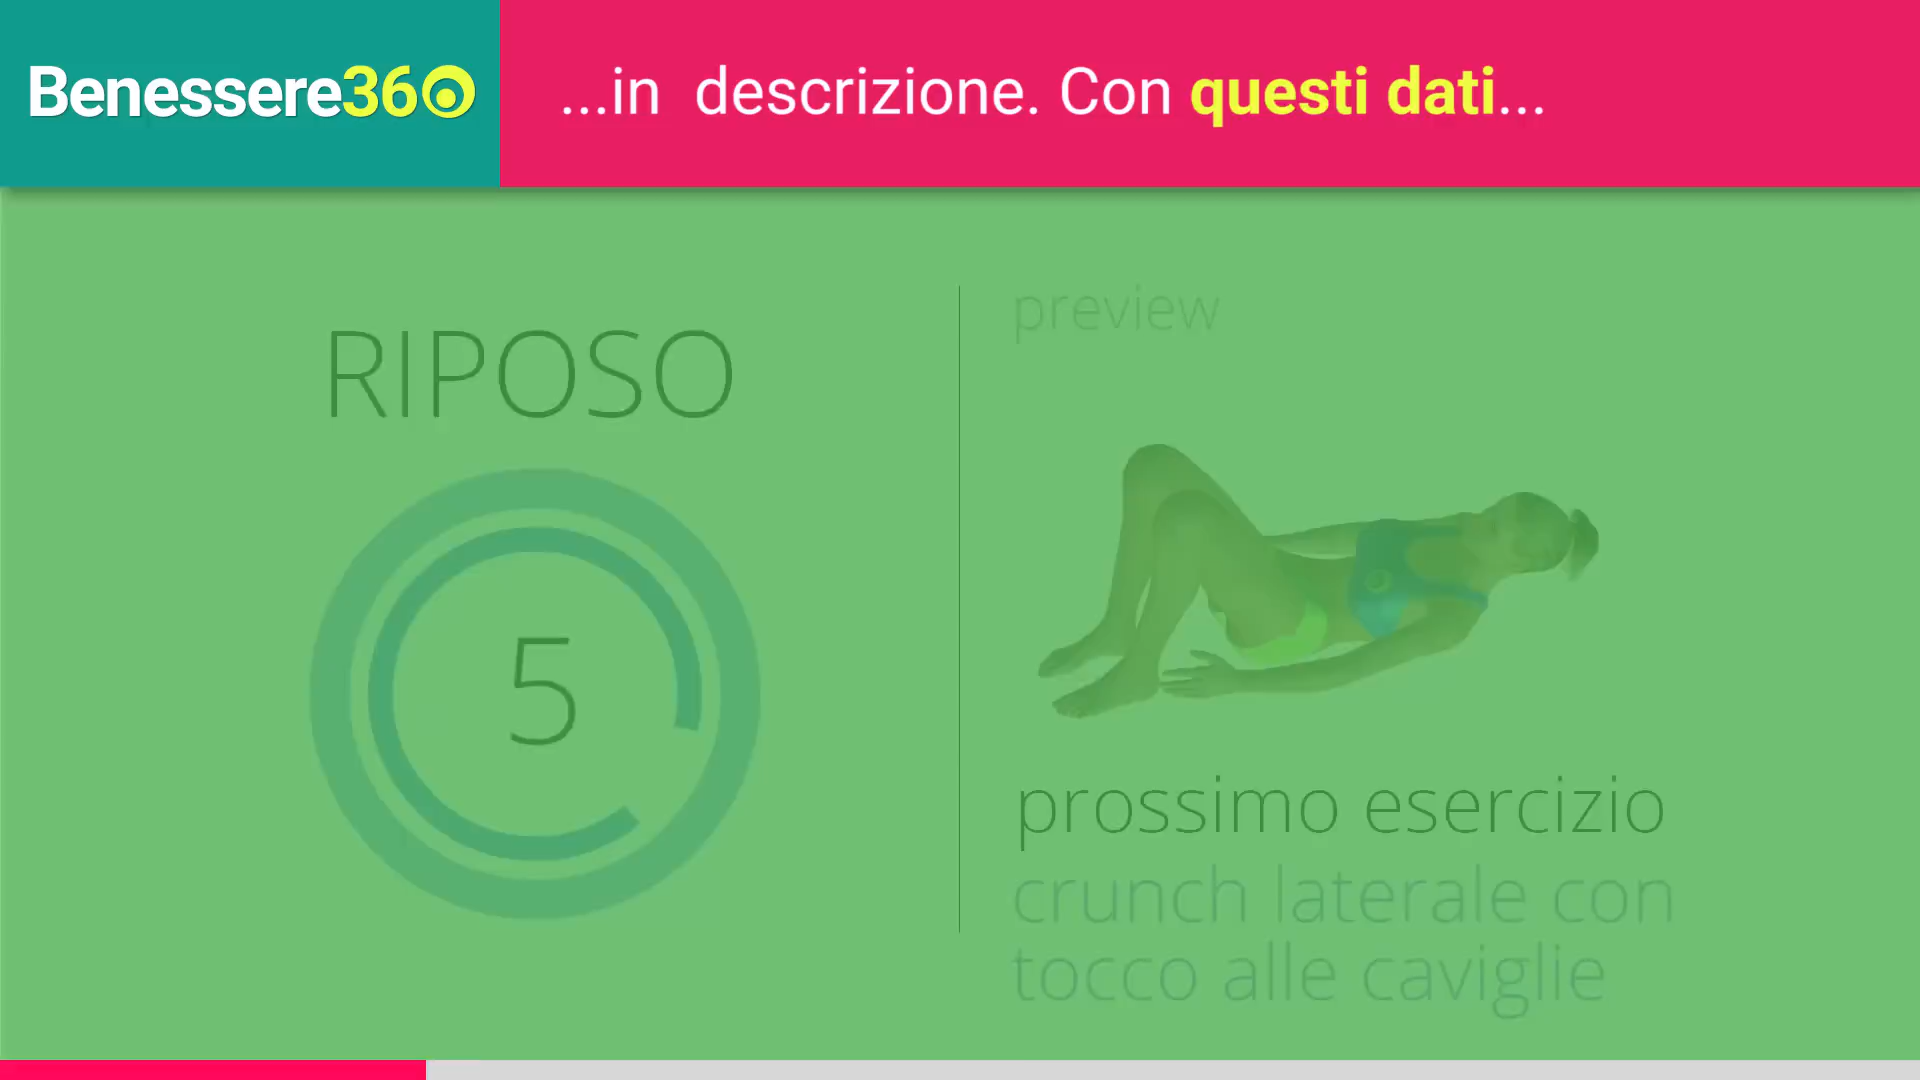 Benessere360
...in descrizione. Con questi dati...
RIPOSO
5
preview
prossimo esercizio
crunch laterale con
tocco alle caviglie